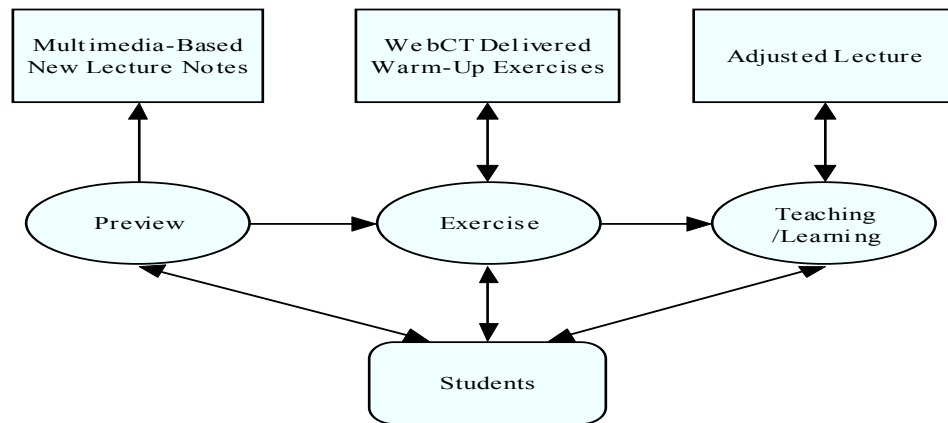 Multimedia-Based
New Lecture Notes
WebCT Delivered
Warm-Up Exercises
Adjusted Lecture
Preview
Exercise
Teaching
/Learning
Students